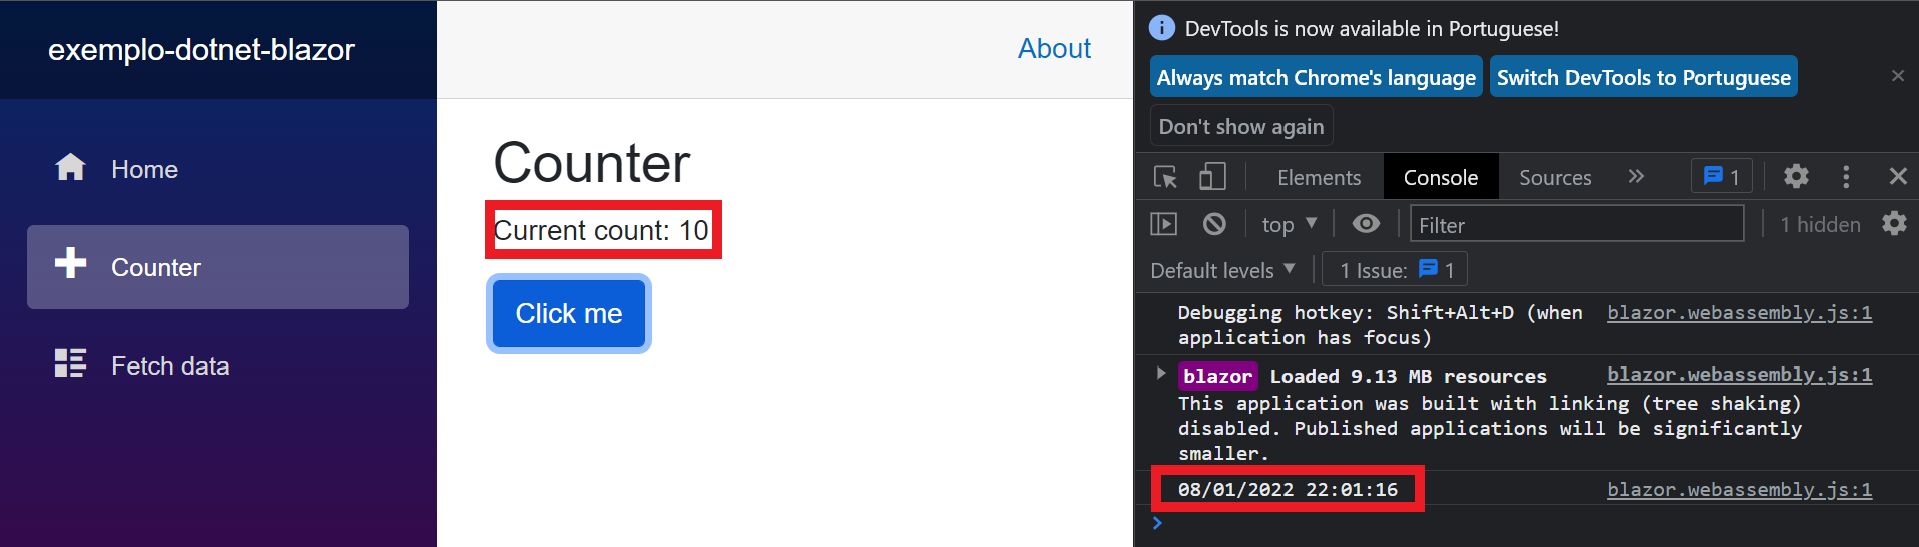 exemplo-dotnet-blazor
Home
Counter
Fetch data
About
Counter
Current count: 10
Click me
DevTools is now available in Portuguese!
Always match Chrome's language
Switch DevTools to Portuguese
Don't show again
Elements
Console
Sources
1
top
Filter
1 hidden
Default levels
1 Issue:
1
Debugging hotkey: Shift+Alt+D (when
application has focus)
blazor.webassembly.js:1
blazor Loaded 9.13 MB resources
blazor.webassembly.js:1
This application was built with linking (tree shaking)
disabled. Published applications will be significantly
smaller.
08/01/2022 22:01:16
blazor.webassembly.js:1